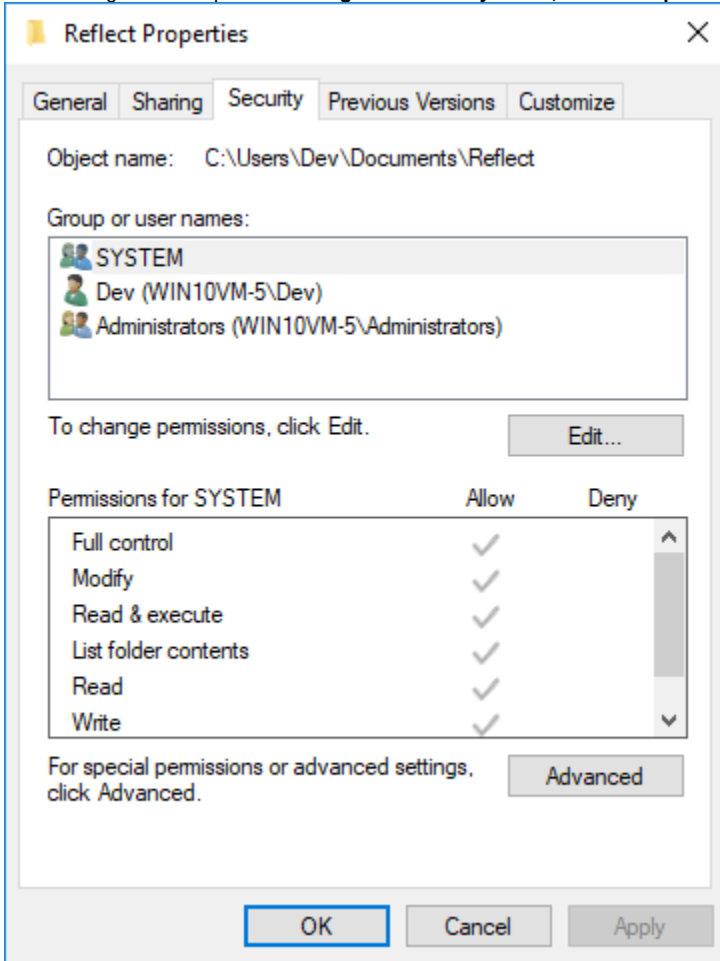 Reflect Properties
General Sharing Security Previous Versions Customize
Object name: C:\Users\Dev\Documents\Reflect
Group or user names:
SYSTEM
Dev (WIN10VM-5\Dev)
Administrators (WIN10VM-5\Administrators)
To change permissions, click Edit.
Edit...
Permissions for SYSTEM Allow Deny
Full control
Modify
Read & execute
List folder contents
Read
Write
For special permissions or advanced settings,
click Advanced.
Advanced
OK Cancel Apply